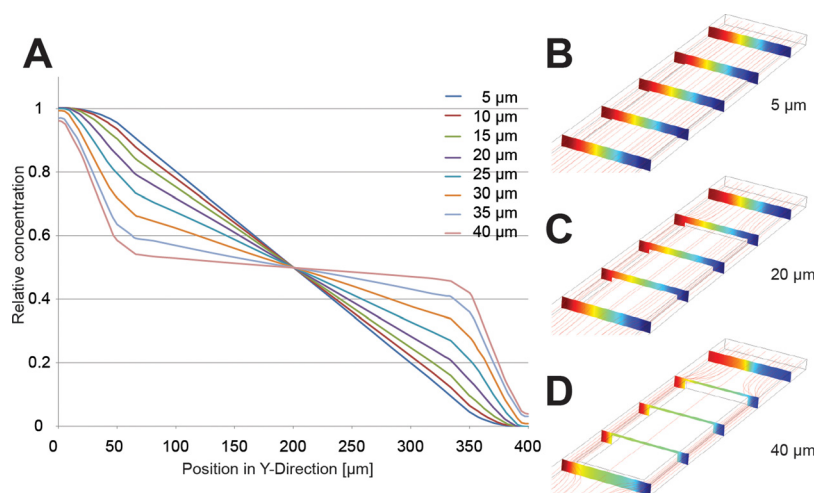 A
Relative concentration
1
0.8
0.6
0.4
0.2
0
0 50 100 150 200 250 300 350 400
Position in Y-Direction [µm]
5 µm
10 µm
15 µm
20 µm
25 µm
30 µm
35 µm
40 µm
B
5 µm
C
20 µm
D
40 µm